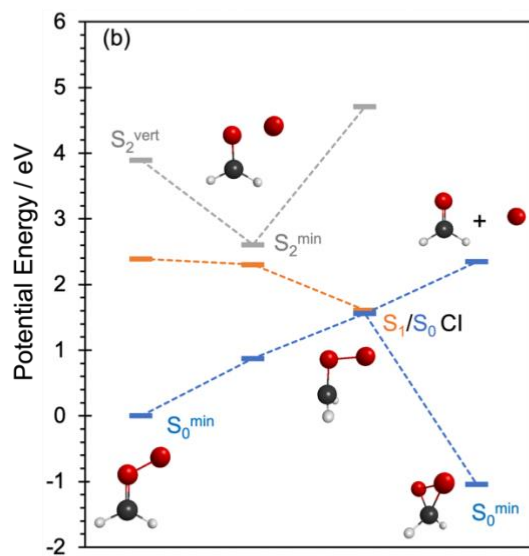 (b)
Potential Energy / eV
6
5
4
3
2
1
0
-1
-2
S₂ᵛᵉʳᵗ
S₂ᵐⁱⁿ
+
S₁/S₀ CI
S₀ᵐⁱⁿ
S₀ᵐⁱⁿ